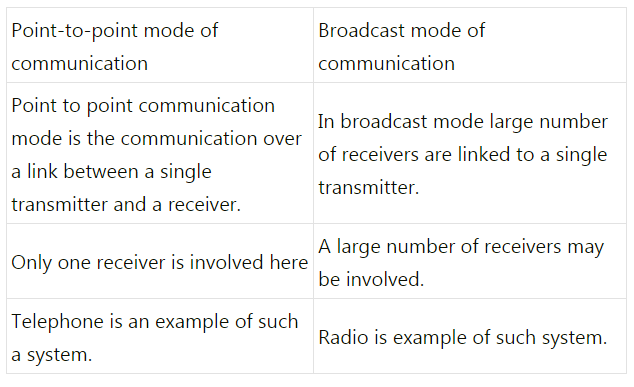 Point-to-point mode of
communication
Broadcast mode of
communication
Point to point communication
mode is the communication over
a link between a single
transmitter and a receiver.
In broadcast mode large number
of receivers are linked to a single
transmitter.
Only one receiver is involved here
A large number of receivers may
be involved.
Telephone is an example of such
a system.
Radio is example of such system.